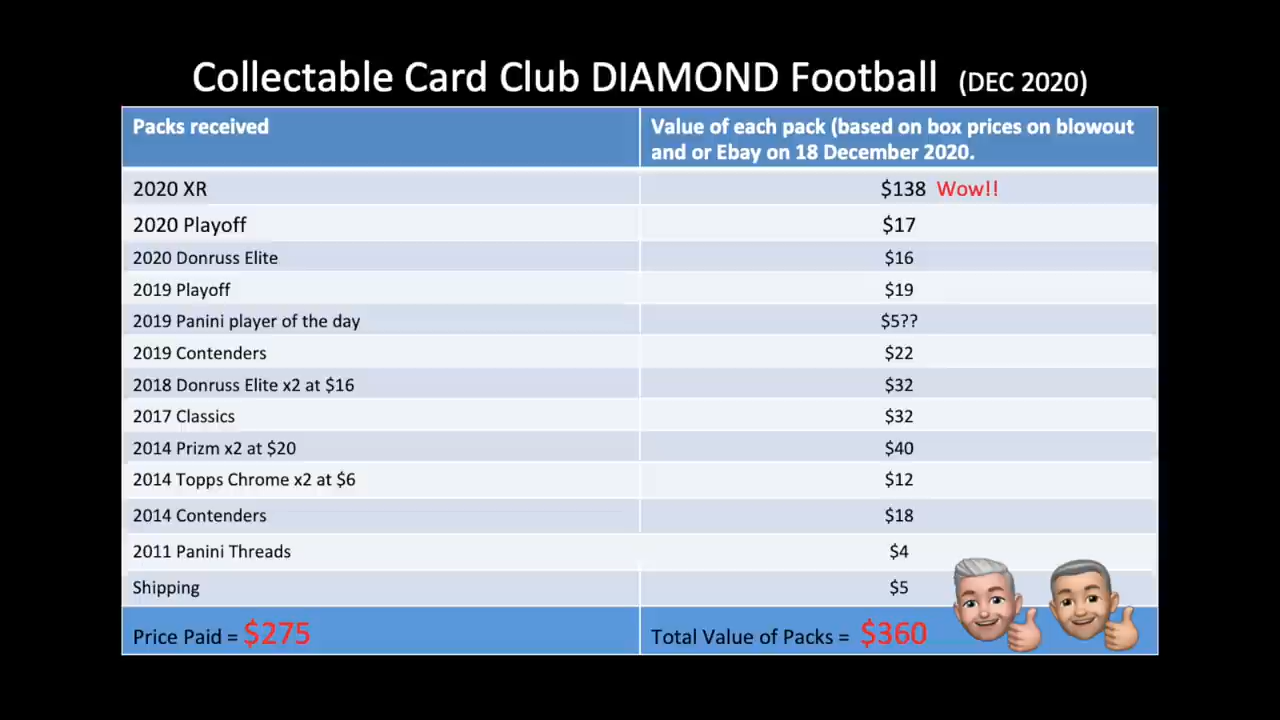 Collectable Card Club DIAMOND Football (DEC 2020)
Packs received
Value of each pack (based on box prices on blowout
and or Ebay on 18 December 2020.
2020 XR
$138 Wow!!
2020 Playoff
$17
2020 Donruss Elite
$16
2019 Playoff
$19
2019 Panini player of the day
$5??
2019 Contenders
$22
2018 Donruss Elite x2 at $16
$32
2017 Classics
$32
2014 Prizm x2 at $20
$40
2014 Topps Chrome x2 at $6
$12
2014 Contenders
$18
2011 Panini Threads
$4
Shipping
$5
Price Paid = $275
Total Value of Packs = $360